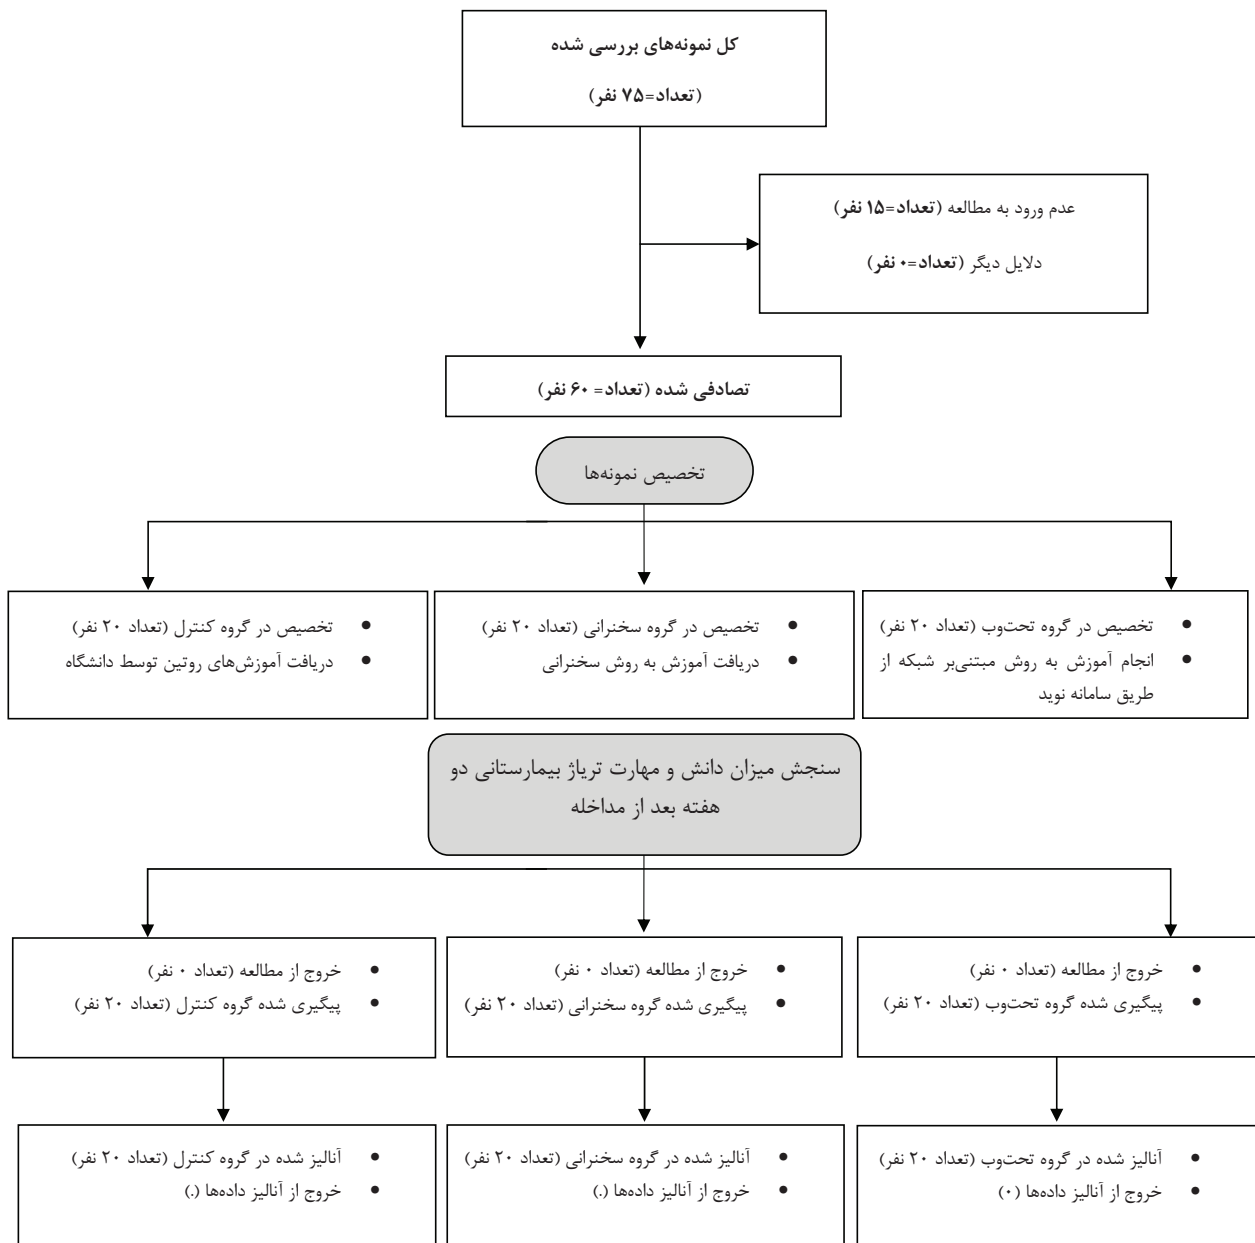 کل نمونه‌های بررسی شده
(تعداد=۷۵ نفر)
عدم ورود به مطالعه (تعداد=۱۵ نفر)
دلایل دیگر (تعداد=۰ نفر)
تصادفی شده (تعداد= ۶۰ نفر)
تخصیص نمونه‌ها
• تخصیص در گروه تحت‌وب (تعداد ۲۰ نفر)
• انجام آموزش به روش مبتنی‌بر شبکه از
طریق سامانه نوید
• تخصیص در گروه سخنرانی (تعداد ۲۰ نفر)
• دریافت آموزش به روش سخنرانی
• تخصیص در گروه کنترل (تعداد ۲۰ نفر)
• دریافت آموزش‌های روتین توسط دانشگاه
سنجش میزان دانش و مهارت تریاژ بیمارستانی دو
هفته بعد از مداخله
• خروج از مطالعه (تعداد ۰ نفر)
• پیگیری شده گروه تحت‌وب (تعداد ۲۰ نفر)
• خروج از مطالعه (تعداد ۰ نفر)
• پیگیری شده گروه سخنرانی (تعداد ۲۰ نفر)
• خروج از مطالعه (تعداد ۰ نفر)
• پیگیری شده گروه کنترل (تعداد ۲۰ نفر)
• آنالیز شده در گروه تحت‌وب (تعداد ۲۰ نفر)
• خروج از آنالیز داده‌ها (۰)
• آنالیز شده در گروه سخنرانی (تعداد ۲۰ نفر)
• خروج از آنالیز داده‌ها (.)
• آنالیز شده در گروه کنترل (تعداد ۲۰ نفر)
• خروج از آنالیز داده‌ها (.)